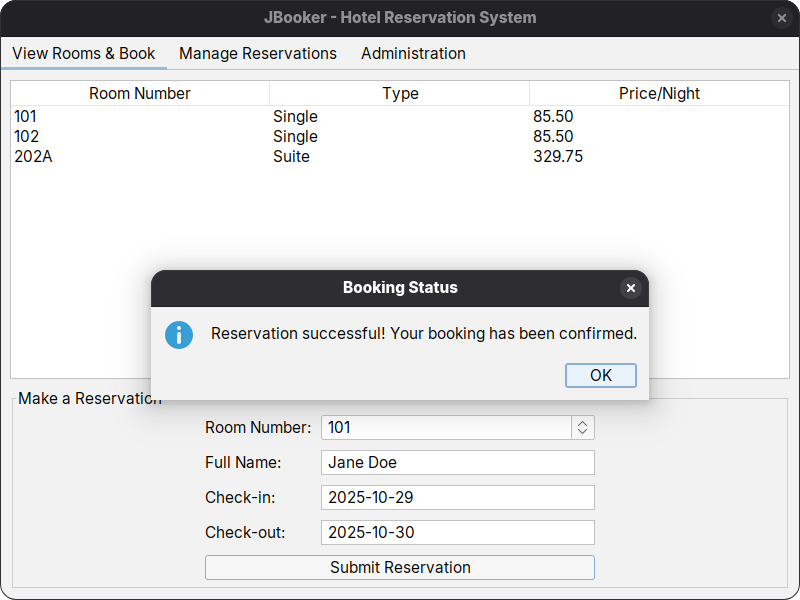 JBooker - Hotel Reservation System
View Rooms & Book Manage Reservations Administration
Room Number Type Price/Night
101 Single 85.50
102 Single 85.50
202A Suite 329.75
Booking Status
Reservation successful! Your booking has been confirmed.
OK
Make a Reservation
Room Number: 101
Full Name: Jane Doe
Check-in: 2025-10-29
Check-out: 2025-10-30
Submit Reservation